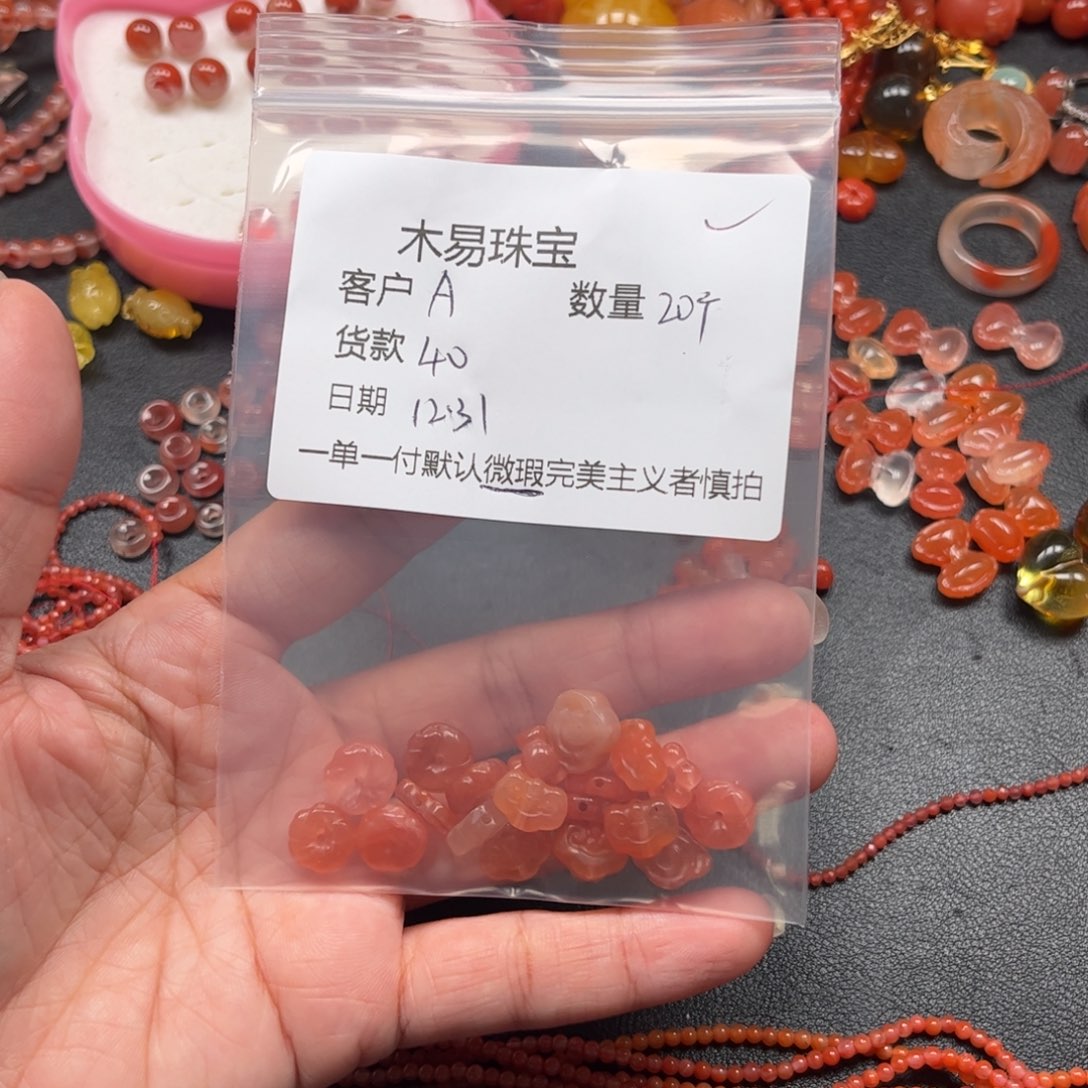 木易珠宝
客户 A 数量 20个
货款 40
日期 12.31
一单一付默认微瑕完美主义者慎拍